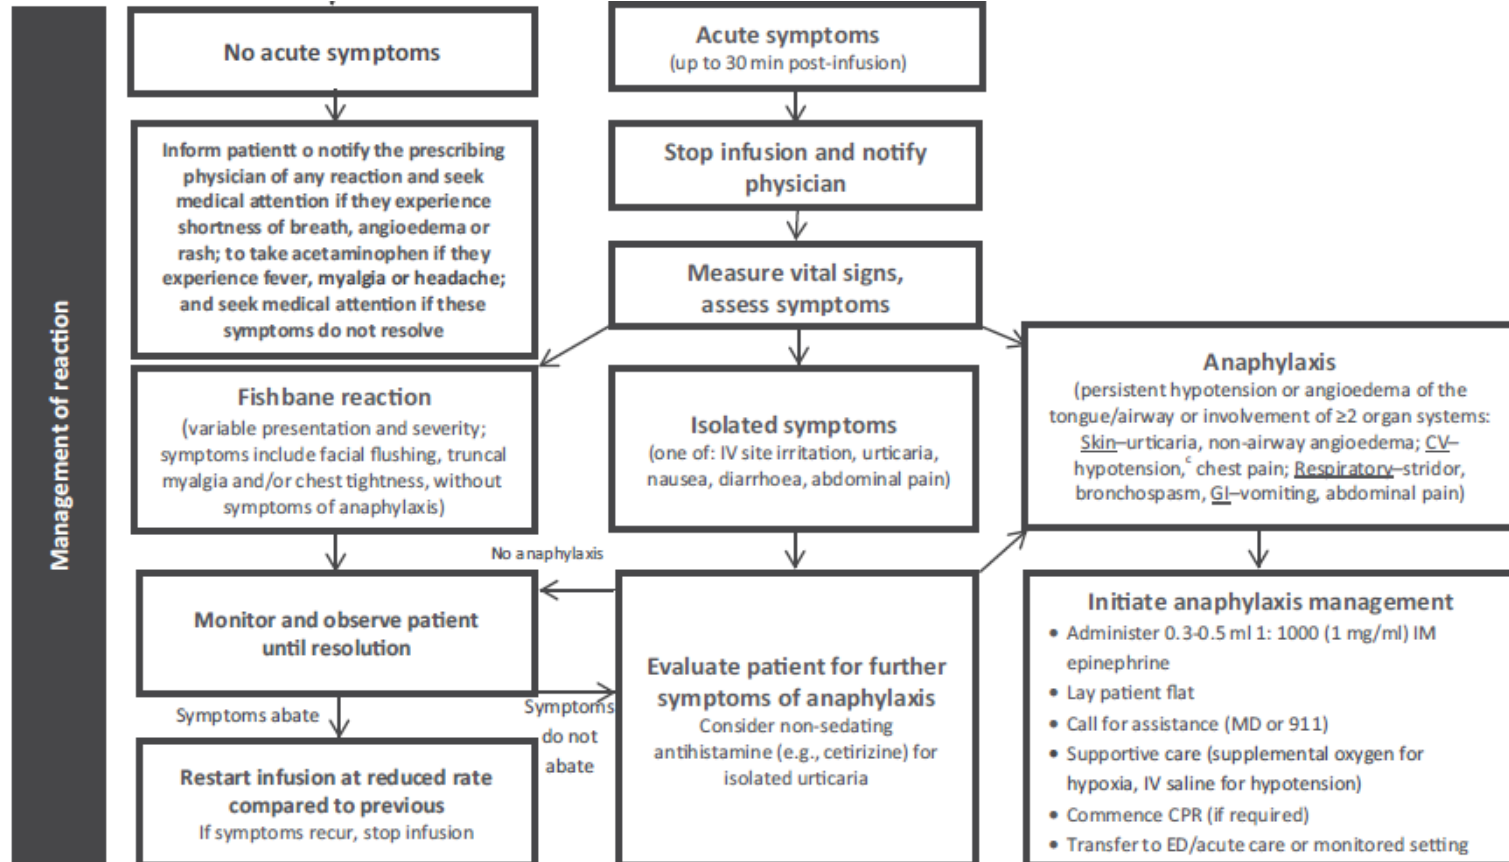 Management of reaction
No acute symptoms
Inform patientt o notify the prescribing
physician of any reaction and seek
medical attention if they experience
shortness of breath, angioedema or
rash; to take acetaminophen if they
experience fever, myalgia or headache;
and seek medical attention if these
symptoms do not resolve
Acute symptoms
(up to 30 min post-infusion)
Stop infusion and notify
physician
Measure vital signs,
assess symptoms
Fishbane reaction
(variable presentation and severity;
symptoms include facial flushing, truncal
myalgia and/or chest tightness, without
symptoms of anaphylaxis)
Isolated symptoms
(one of: IV site irritation, urticaria,
nausea, diarrhoea, abdominal pain)
Anaphylaxis
(persistent hypotension or angioedema of the
tongue/airway or involvement of ≥2 organ systems:
Skin–urticaria, non-airway angioedema; CV–
hypotension,c chest pain; Respiratory–stridor,
bronchospasm, GI–vomiting, abdominal pain)
No anaphylaxis
Monitor and observe patient
until resolution
Symptoms abate
Symptoms
do not
abate
Restart infusion at reduced rate
compared to previous
If symptoms recur, stop infusion
Evaluate patient for further
symptoms of anaphylaxis
Consider non-sedating
antihistamine (e.g., cetirizine) for
isolated urticaria
Initiate anaphylaxis management
• Administer 0.3-0.5 ml 1: 1000 (1 mg/ml) IM
epinephrine
• Lay patient flat
• Call for assistance (MD or 911)
• Supportive care (supplemental oxygen for
hypoxia, IV saline for hypotension)
• Commence CPR (if required)
• Transfer to ED/acute care or monitored setting